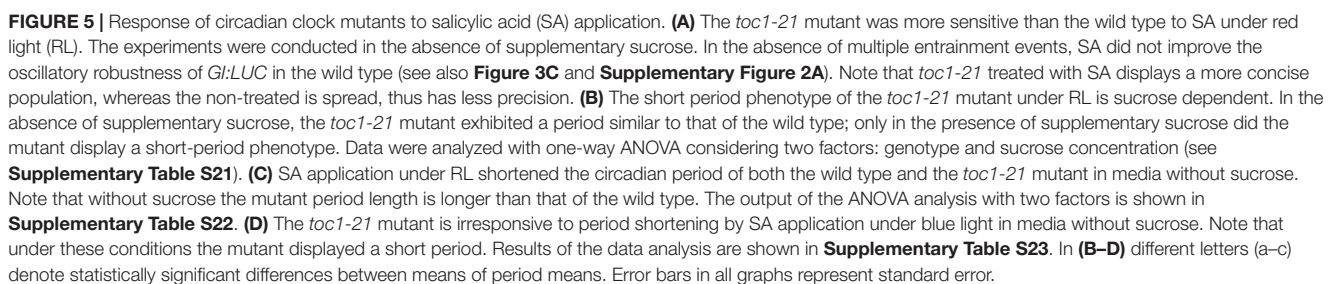 FIGURE 5 | Response of circadian clock mutants to salicylic acid (SA) application. (A) The toc1-21 mutant was more sensitive than the wild type to SA under red
light (RL). The experiments were conducted in the absence of supplementary sucrose. In the absence of multiple entrainment events, SA did not improve the
oscillatory robustness of GI:LUC in the wild type (see also Figure 3C and Supplementary Figure 2A). Note that toc1-21 treated with SA displays a more concise
population, whereas the non-treated is spread, thus has less precision. (B) The short period phenotype of the toc1-21 mutant under RL is sucrose dependent. In the
absence of supplementary sucrose, the toc1-21 mutant exhibited a period similar to that of the wild type; only in the presence of supplementary sucrose did the
mutant display a short-period phenotype. Data were analyzed with one-way ANOVA considering two factors: genotype and sucrose concentration (see
Supplementary Table S21). (C) SA application under RL shortened the circadian period of both the wild type and the toc1-21 mutant in media without sucrose.
Note that without sucrose the mutant period length is longer than that of the wild type. The output of the ANOVA analysis with two factors is shown in
Supplementary Table S22. (D) The toc1-21 mutant is irresponsive to period shortening by SA application under blue light in media without sucrose. Note that
under these conditions the mutant displayed a short period. Results of the data analysis are shown in Supplementary Table S23. In (B–D) different letters (a–c)
denote statistically significant differences between means of period means. Error bars in all graphs represent standard error.